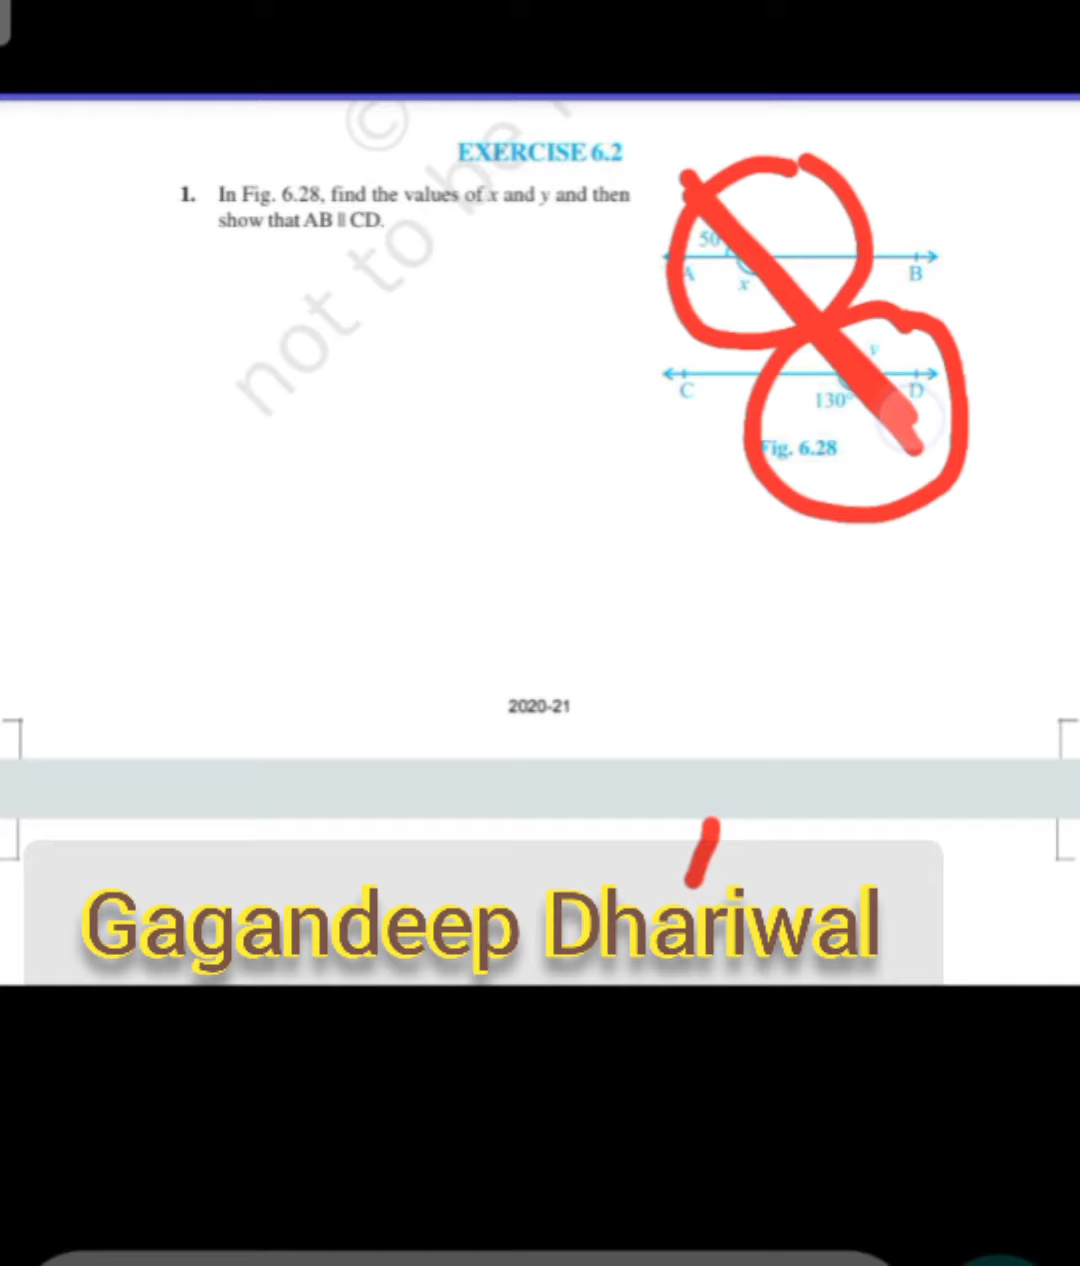 ©
not to be
EXERCISE 6.2
1. In Fig. 6.28, find the values of x and y and then
show that AB || CD.
50
A
x
B
y
C
130°
D
Fig. 6.28
2020-21
Gagandeep Dhariwal